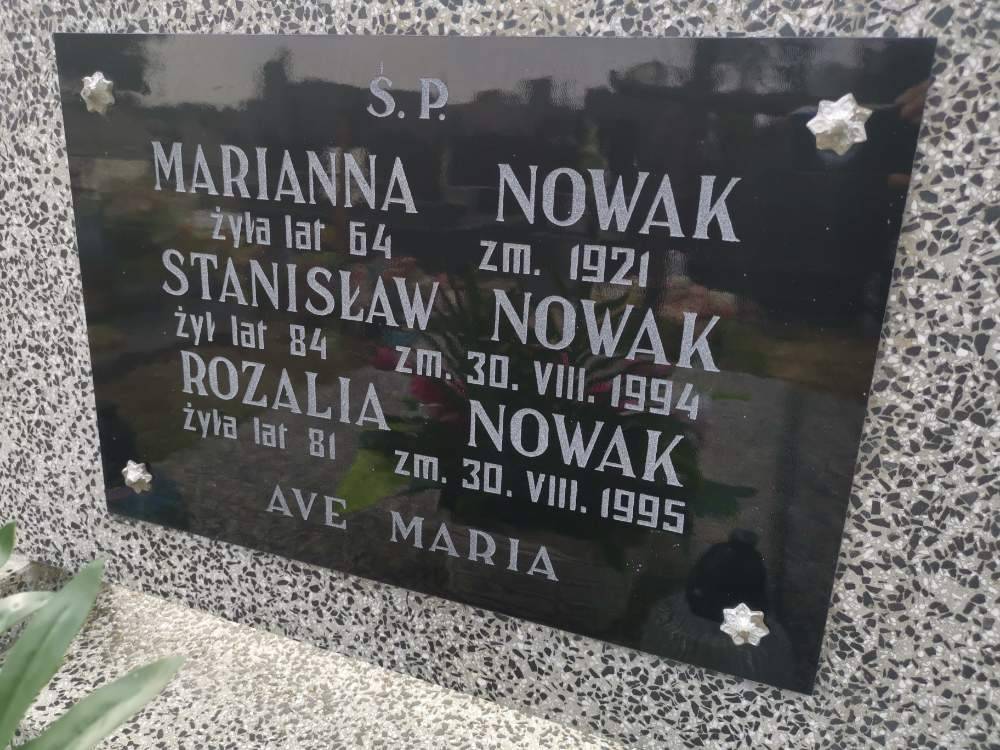 Ś. P.
MARIANNA NOWAK
żyła lat 64 zm. 1921
STANISŁAW NOWAK
żył lat 84 zm. 30. VIII. 1994
ROZALIA NOWAK
żyła lat 81 zm. 30. VIII. 1995
AVE MARIA